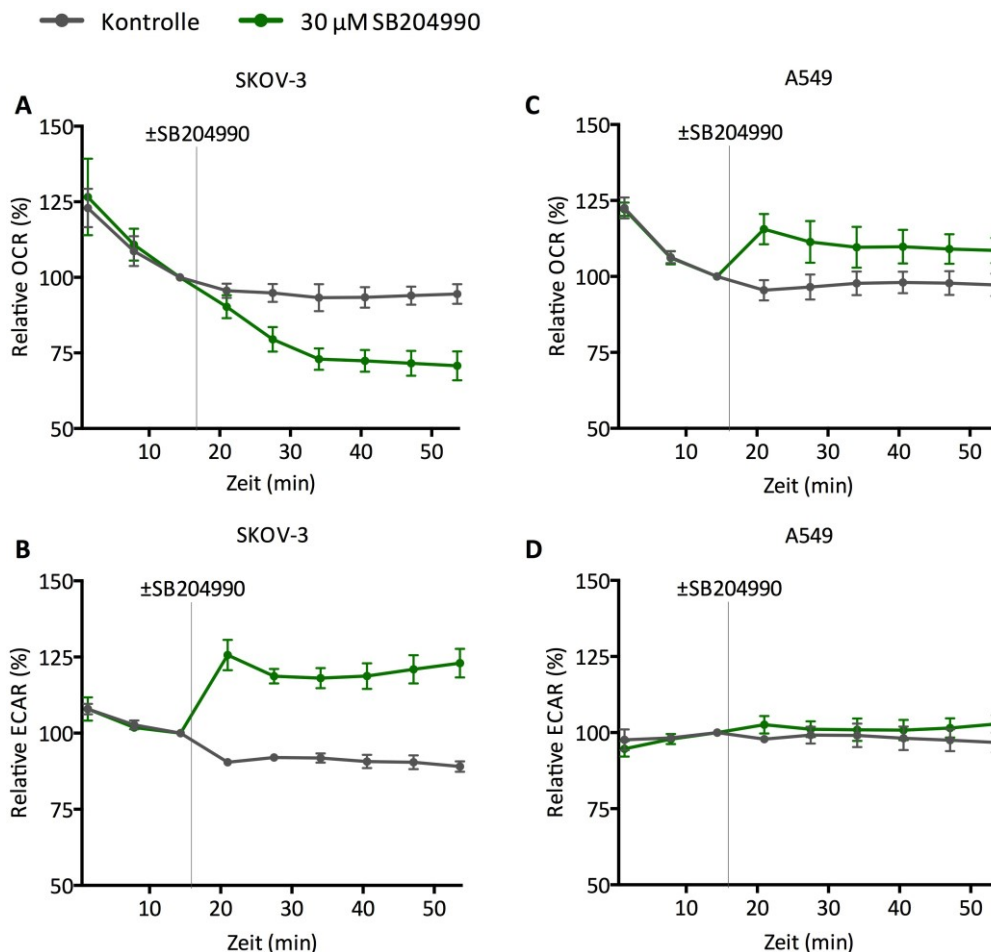 Kontrolle
30 µM SB204990
SKOV-3
A
±SB204990
150
125
100
75
50
Relative OCR (%)
10 20 30 40 50
Zeit (min)
A549
C
±SB204990
150
125
100
75
50
Relative OCR (%)
10 20 30 40 50
Zeit (min)
SKOV-3
B
±SB204990
150
125
100
75
50
Relative ECAR (%)
10 20 30 40 50
Zeit (min)
A549
D
±SB204990
150
125
100
75
50
Relative ECAR (%)
10 20 30 40 50
Zeit (min)